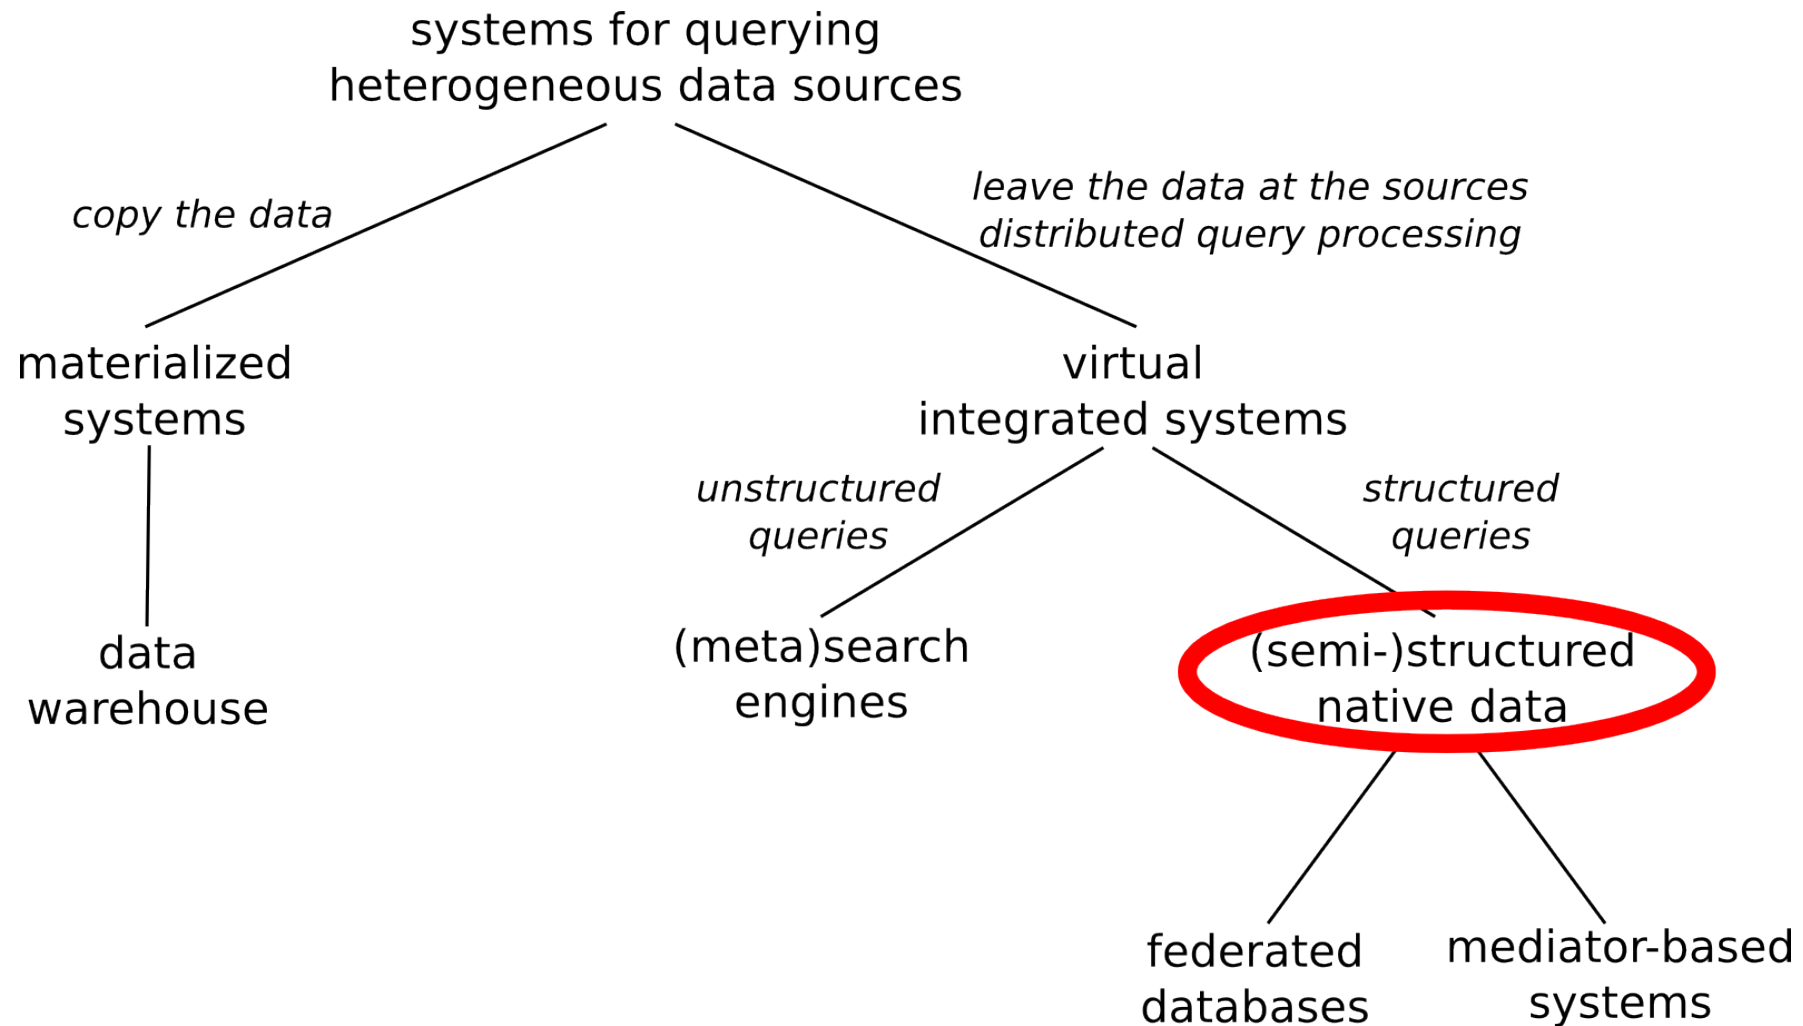 systems for querying
heterogeneous data sources
copy the data
leave the data at the sources
distributed query processing
materialized
systems
virtual
integrated systems
unstructured
queries
structured
queries
data
warehouse
(meta)search
engines
(semi-)structured
native data
federated
databases
mediator-based
systems